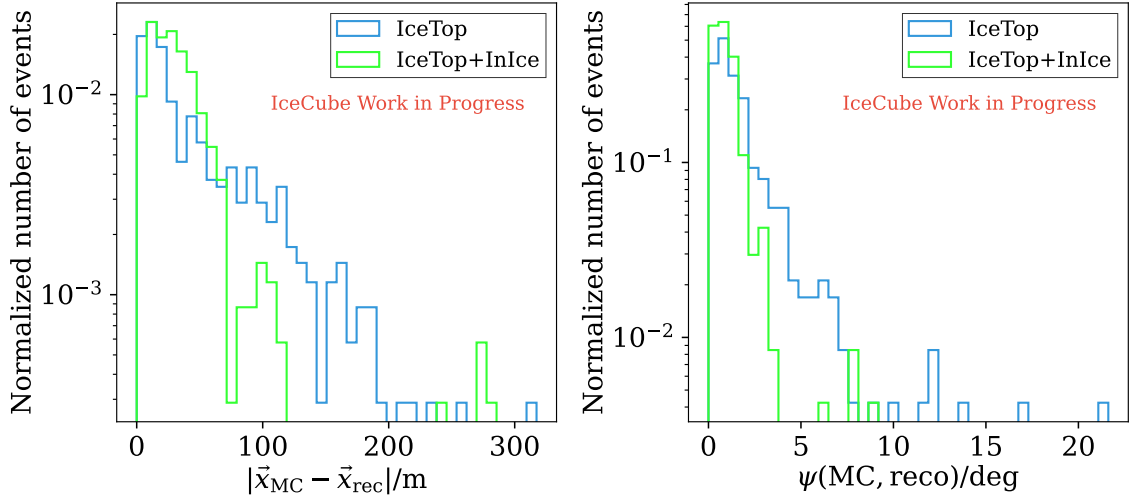 Normalized number of events
10⁻²
10⁻³
0
100
200
300
|x⃗MC − x⃗rec|/m
IceTop
IceTop+InIce
IceCube Work in Progress
Normalized number of events
10⁻¹
10⁻²
0
5
10
15
20
ψ(MC, reco)/deg
IceTop
IceTop+InIce
IceCube Work in Progress